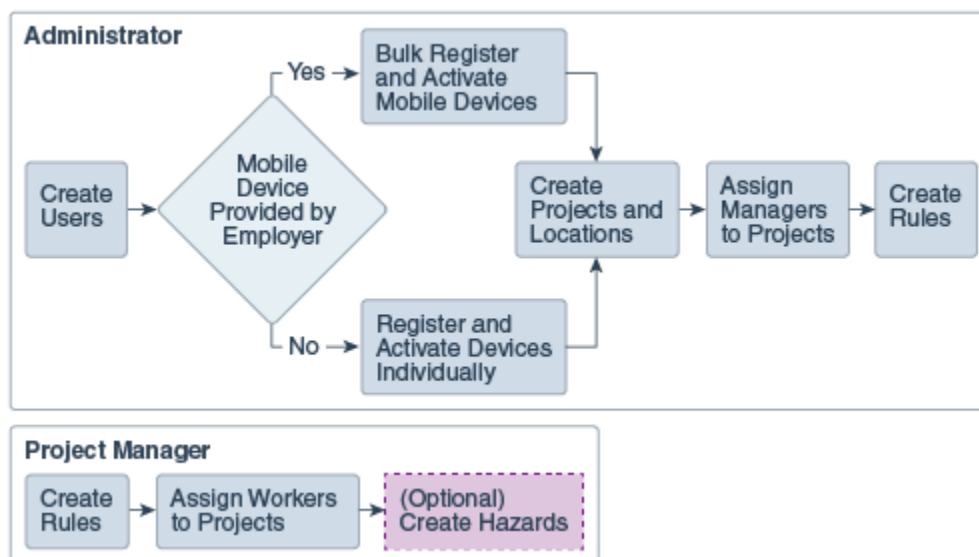 Administrator
Yes
Bulk Register
and Activate
Mobile Devices
Create
Users
Mobile
Device
Provided by
Employer
Create
Projects and
Locations
Assign
Managers
to Projects
Create
Rules
No
Register and
Activate Devices
Individually
Project Manager
Create
Rules
Assign Workers
to Projects
(Optional)
Create Hazards